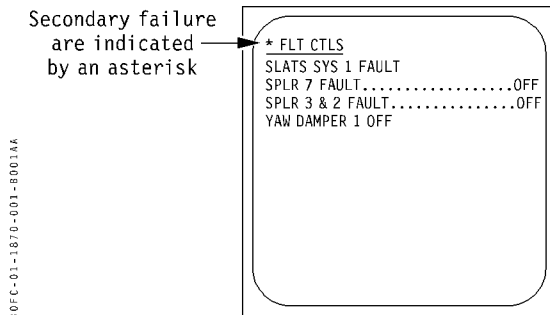 Secondary failure
are indicated
by an asterisk
* FLT CTLS
SLATS SYS 1 FAULT
SPLR 7 FAULT.................OFF
SPLR 3 & 2 FAULT..............OFF
YAW DAMPER 1 OFF
0FC-01-1870-001-B001AA